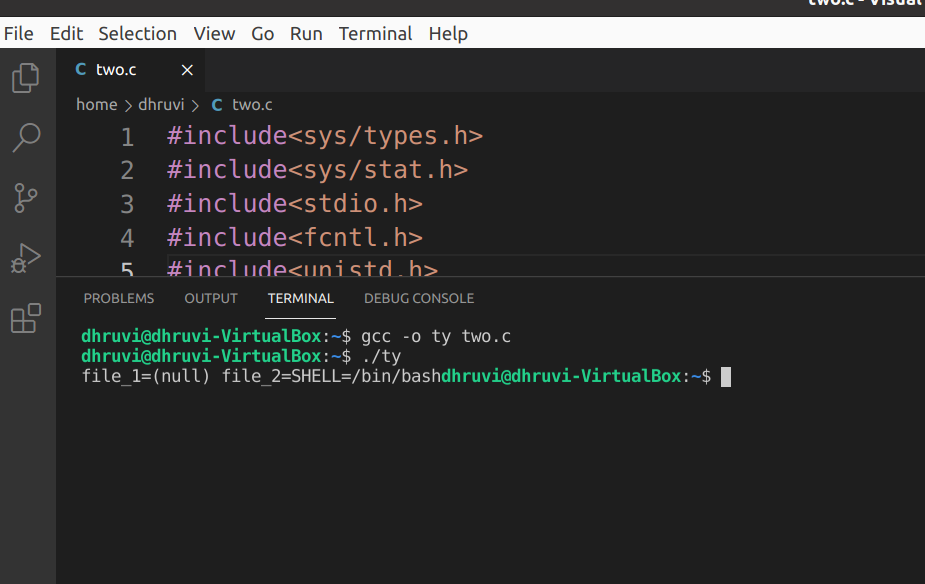 File Edit Selection View Go Run Terminal Help
C two.c ×
home > dhruvi > C two.c
1 #include<sys/types.h>
2 #include<sys/stat.h>
3 #include<stdio.h>
4 #include<fcntl.h>
5 #include<unistd.h>
PROBLEMS OUTPUT TERMINAL DEBUG CONSOLE
dhruvi@dhruvi-VirtualBox:~$ gcc -o ty two.c
dhruvi@dhruvi-VirtualBox:~$ ./ty
file_1=(null) file_2=SHELL=/bin/bashdhruvi@dhruvi-VirtualBox:~$